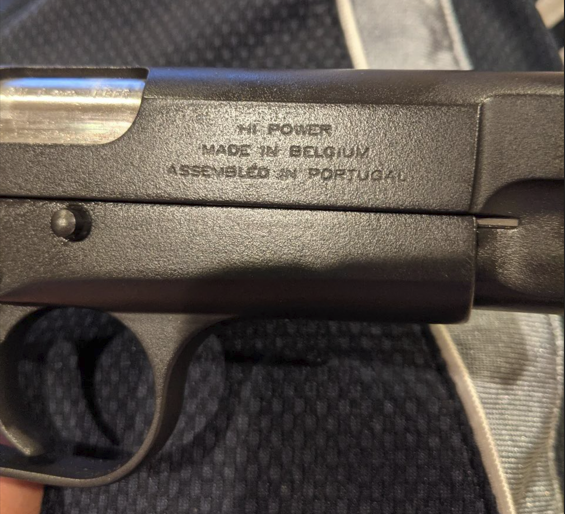 HI POWER
MADE IN BELGIUM
ASSEMBLED IN PORTUGAL